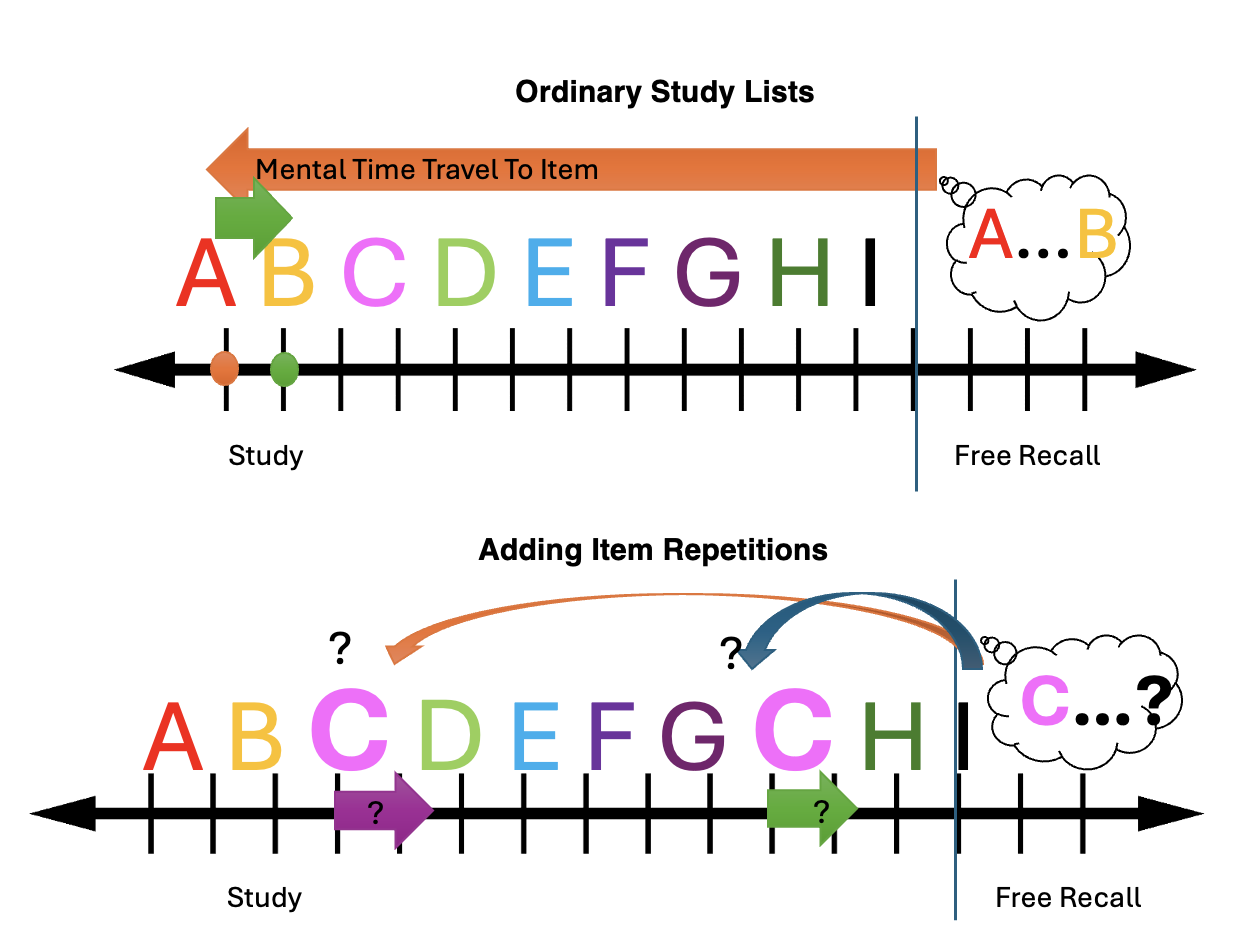 Ordinary Study Lists
Mental Time Travel To Item
A...B
A B C D E F G H I
Study
Free Recall
Adding Item Repetitions
? ?
C...?
A B C D E F G C H I
? ?
Study
Free Recall